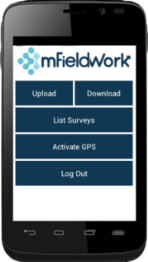 mFieldWork
Upload Download
List Surveys
Activate GPS
Log Out